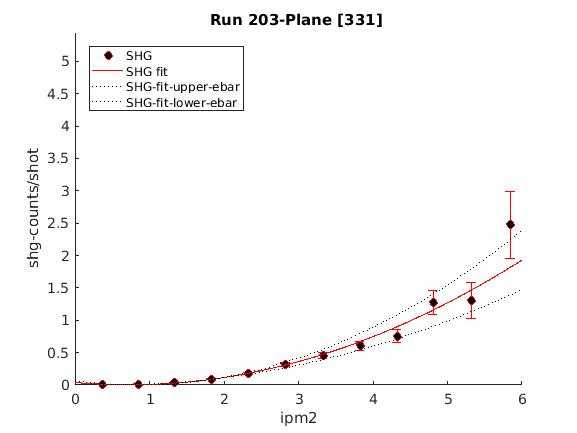 Run 203-Plane [331]
SHG
SHG fit
SHG-fit-upper-ebar
SHG-fit-lower-ebar
shg-counts/shot
5
4.5
4
3.5
3
2.5
2
1.5
1
0.5
0
0 1 2 3 4 5 6
ipm2